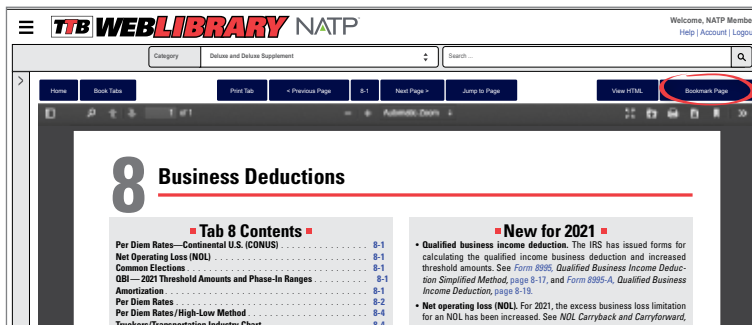 TTB WEBLIBRARY NATP
Welcome, NATP Membe
Help | Account | Logou
Category Deluxe and Deluxe Supplement Search ...
Home Book Tabs Print Tab < Previous Page 8-1 Next Page > Jump to Page View HTML Bookmark Page
1 of 1 Automatic Zoom
8 Business Deductions
Tab 8 Contents
Per Diem Rates—Continental U.S. (CONUS) . . . . . . . . . . . . . . . . 8-1
Net Operating Loss (NOL) . . . . . . . . . . . . . . . . 8-1
Common Elections . . . . . . . . . . . . . . . . 8-1
QBI — 2021 Threshold Amounts and Phase-In Ranges . . . . . . . . 8-1
Amortization . . . . . . . . . . . . . . . . 8-1
Per Diem Rates . . . . . . . . . . . . . . . . 8-2
Per Diem Rates/High-Low Method . . . . . . . . . . . . . . . . 8-4
Truckers/Transportation Industry Chart . . . . . . . . . . . . . . . . 8-4
New for 2021
• Qualified business income deduction. The IRS has issued forms for
calculating the qualified income business deduction and increased
threshold amounts. See Form 8995, Qualified Business Income Deduc-
tion Simplified Method, page 8-17, and Form 8995-A, Qualified Business
Income Deduction, page 8-19.
• Net operating loss (NOL). For 2021, the excess business loss limitation
for an NOL has been increased. See NOL Carryback and Carryforward,